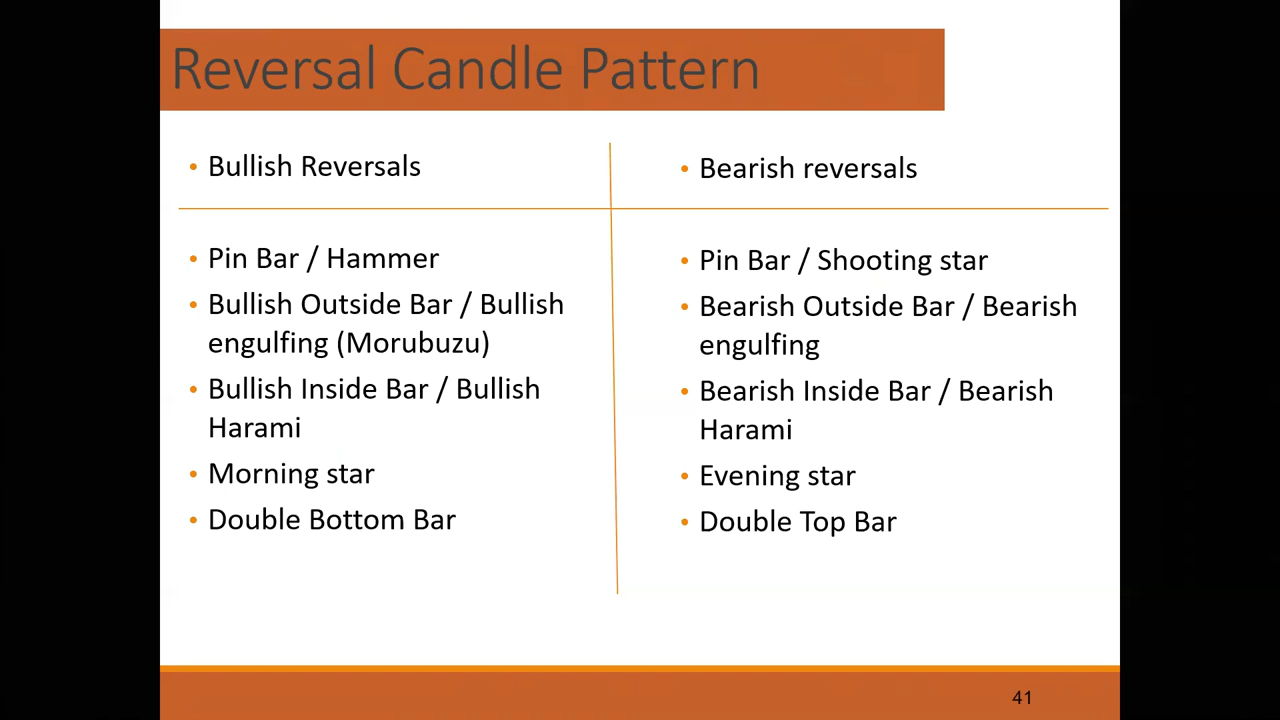 Reversal Candle Pattern
• Bullish Reversals
• Pin Bar / Hammer
• Bullish Outside Bar / Bullish
engulfing (Morubuzu)
• Bullish Inside Bar / Bullish
Harami
• Morning star
• Double Bottom Bar
• Bearish reversals
• Pin Bar / Shooting star
• Bearish Outside Bar / Bearish
engulfing
• Bearish Inside Bar / Bearish
Harami
• Evening star
• Double Top Bar
41